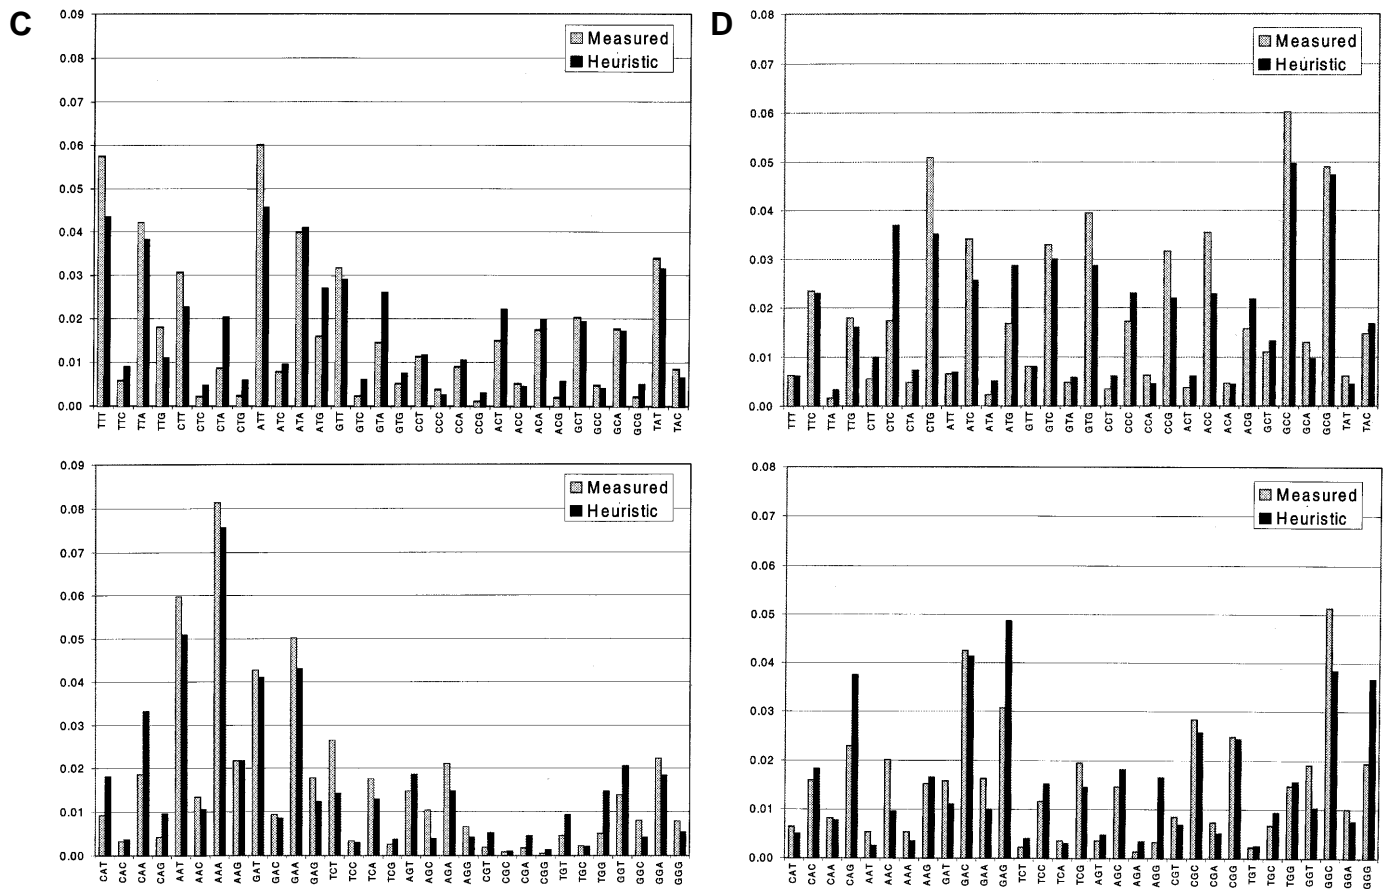 C
0.09
0.08
0.07
0.06
0.05
0.04
0.03
0.02
0.01
0.00
Measured
Heuristic
TTT TTC TTA TTG CTT CTC CTA CTG ATT ATC ATA ATG GTT GTC GTA GTG CCT CCC CCA CCG ACT ACC ACA ACG GCT GCC GCA GCG TAT TAC
D
0.08
0.07
0.06
0.05
0.04
0.03
0.02
0.01
0.00
Measured
Heuristic
TTT TTC TTA TTG CTT CTC CTA CTG ATT ATC ATA ATG GTT GTC GTA GTG CCT CCC CCA CCG ACT ACC ACA ACG GCT GCC GCA GCG TAT TAC
0.09
0.08
0.07
0.06
0.05
0.04
0.03
0.02
0.01
0.00
Measured
Heuristic
CAT CAC CAA CAG AAT AAC AAA AAG GAT GAC GAA GAG TCT TCC TCA TCG AGT AGC AGA AGG CGT CGC CGA CGG TGT TGC TGG GGT GGC GGA GGG
0.08
0.07
0.06
0.05
0.04
0.03
0.02
0.01
0.00
Measured
Heuristic
CAT CAC CAA CAG AAT AAC AAA AAG GAT GAC GAA GAG TCT TCC TCA TCG AGT AGC AGA AGG CGT CGC CGA CGG TGT TGC TGG GGT GGC GGA GGG